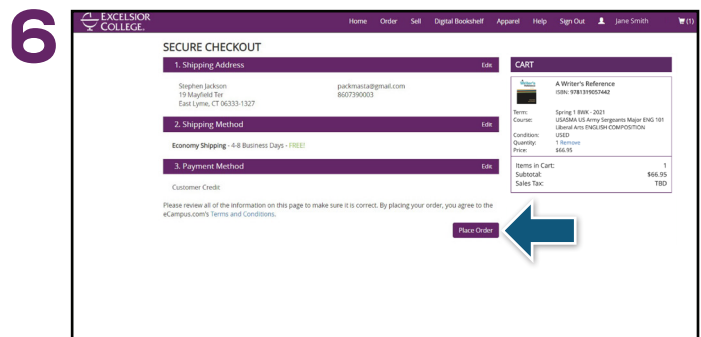 6
EXCELSIOR
COLLEGE
Home Order Sell Digital Bookshelf Apparel Help Sign Out Jane Smith (1)
SECURE CHECKOUT
1. Shipping Address Edit
Stephen Jackson packmasta@gmail.com
19 Mayfield Ter 8607390003
East Lyme, CT 06333-1327
2. Shipping Method Edit
Economy Shipping - 4-8 Business Days - FREE!
3. Payment Method Edit
Customer Credit
Please review all of the information on this page to make sure it is correct. By placing your order, you agree to the
eCampus.com's Terms and Conditions.
Place Order
CART
A Writer's Reference
ISBN: 9781319057442
Term: Spring 1 8WK - 2021
Course: USASMA US Army Sergeants Major ENG 101
Liberal Arts ENGLISH COMPOSITION
Condition: USED
Quantity: 1 Remove
Price: $66.95
Items in Cart: 1
Subtotal: $66.95
Sales Tax: TBD